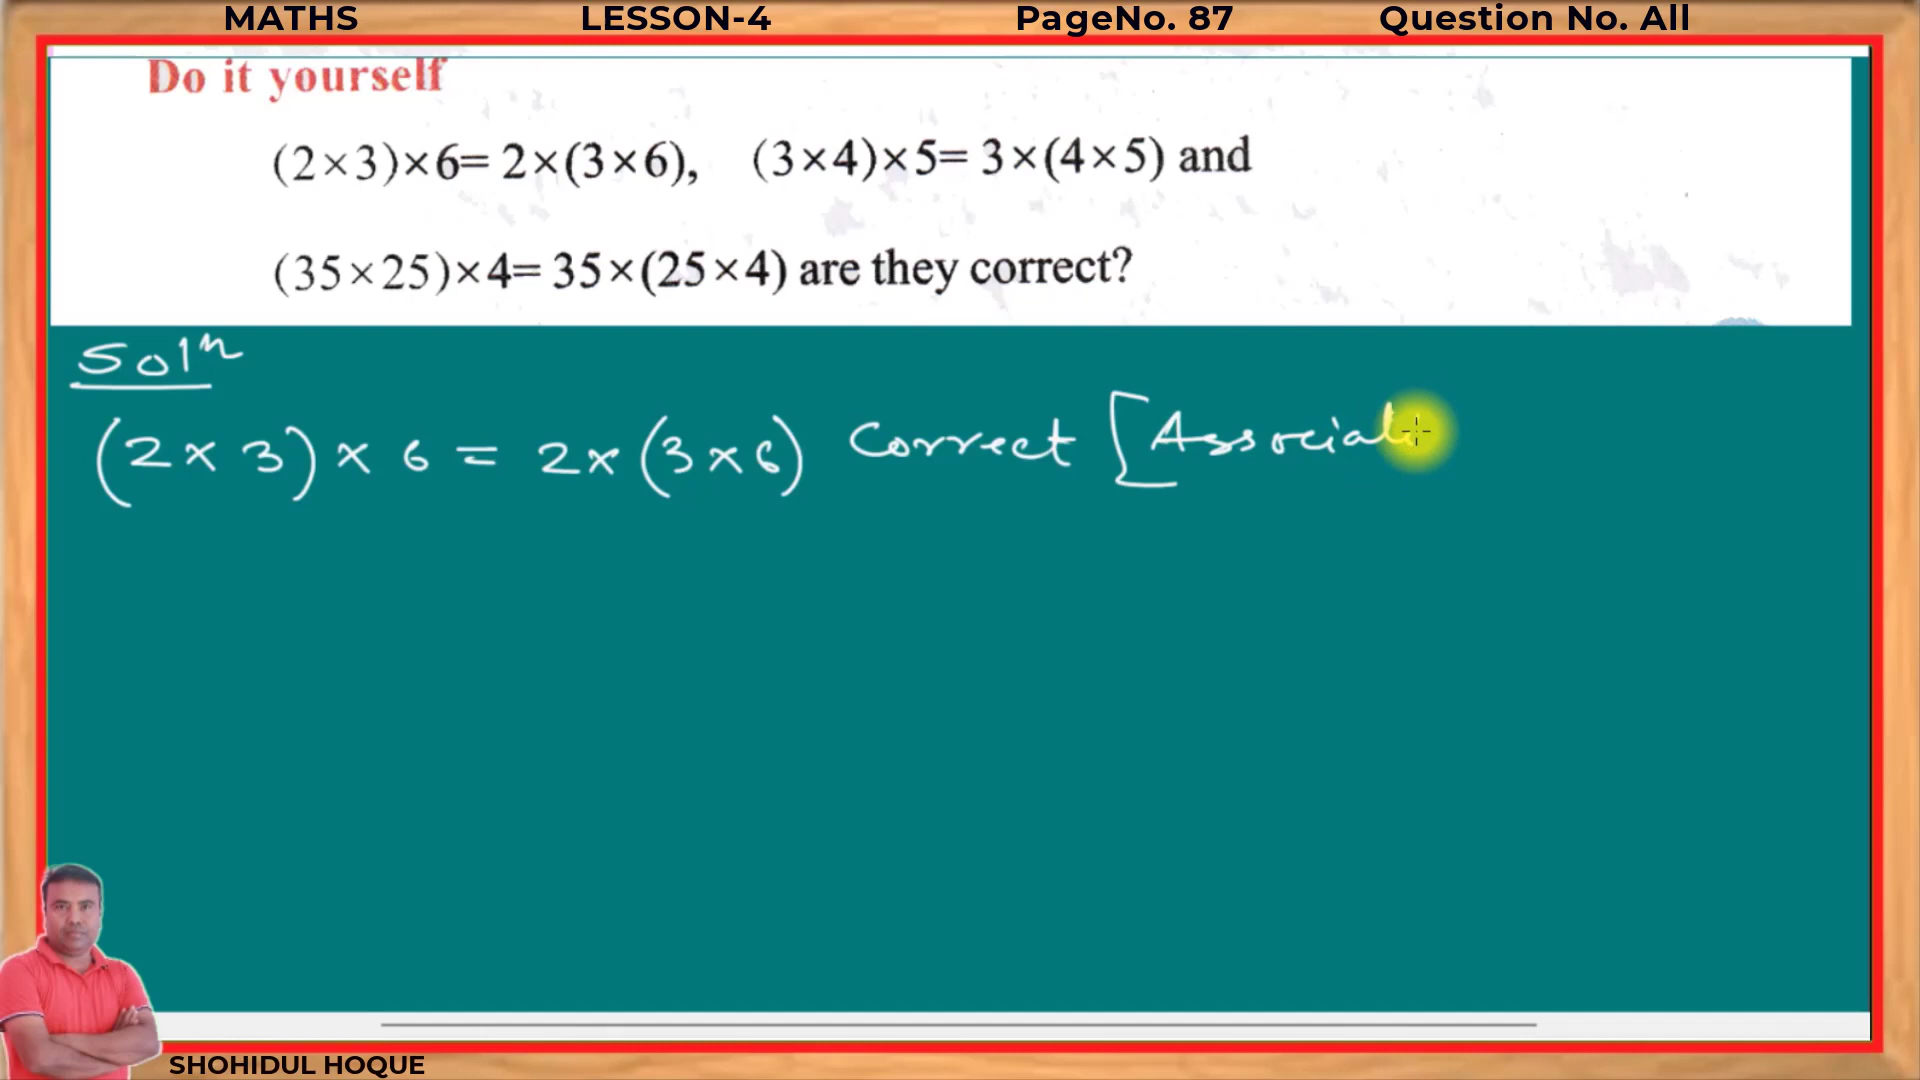 MATHS LESSON-4 PageNo. 87 Question No. All
Do it yourself
(2×3)×6= 2×(3×6), (3×4)×5= 3×(4×5) and
(35×25)×4= 35×(25×4) are they correct?
Solⁿ
(2 × 3) × 6 = 2 × (3 × 6) Correct [Associati
SHOHIDUL HOQUE